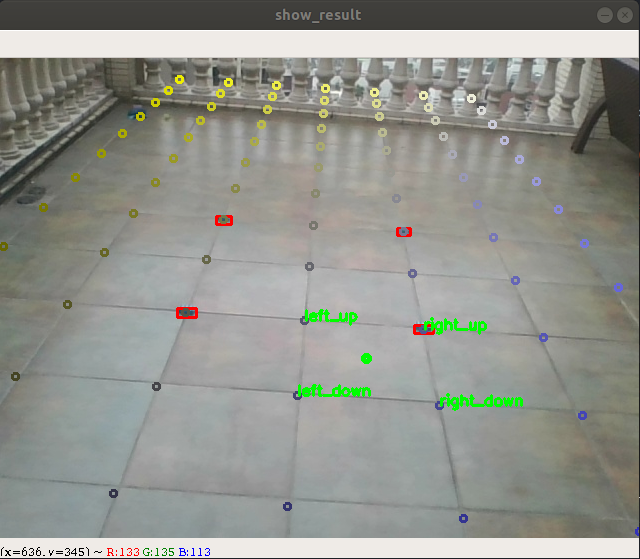 show_result
left_up
right_up
left_down
right_down
(x=636, y=345) ~ R:133 G:135 B:113